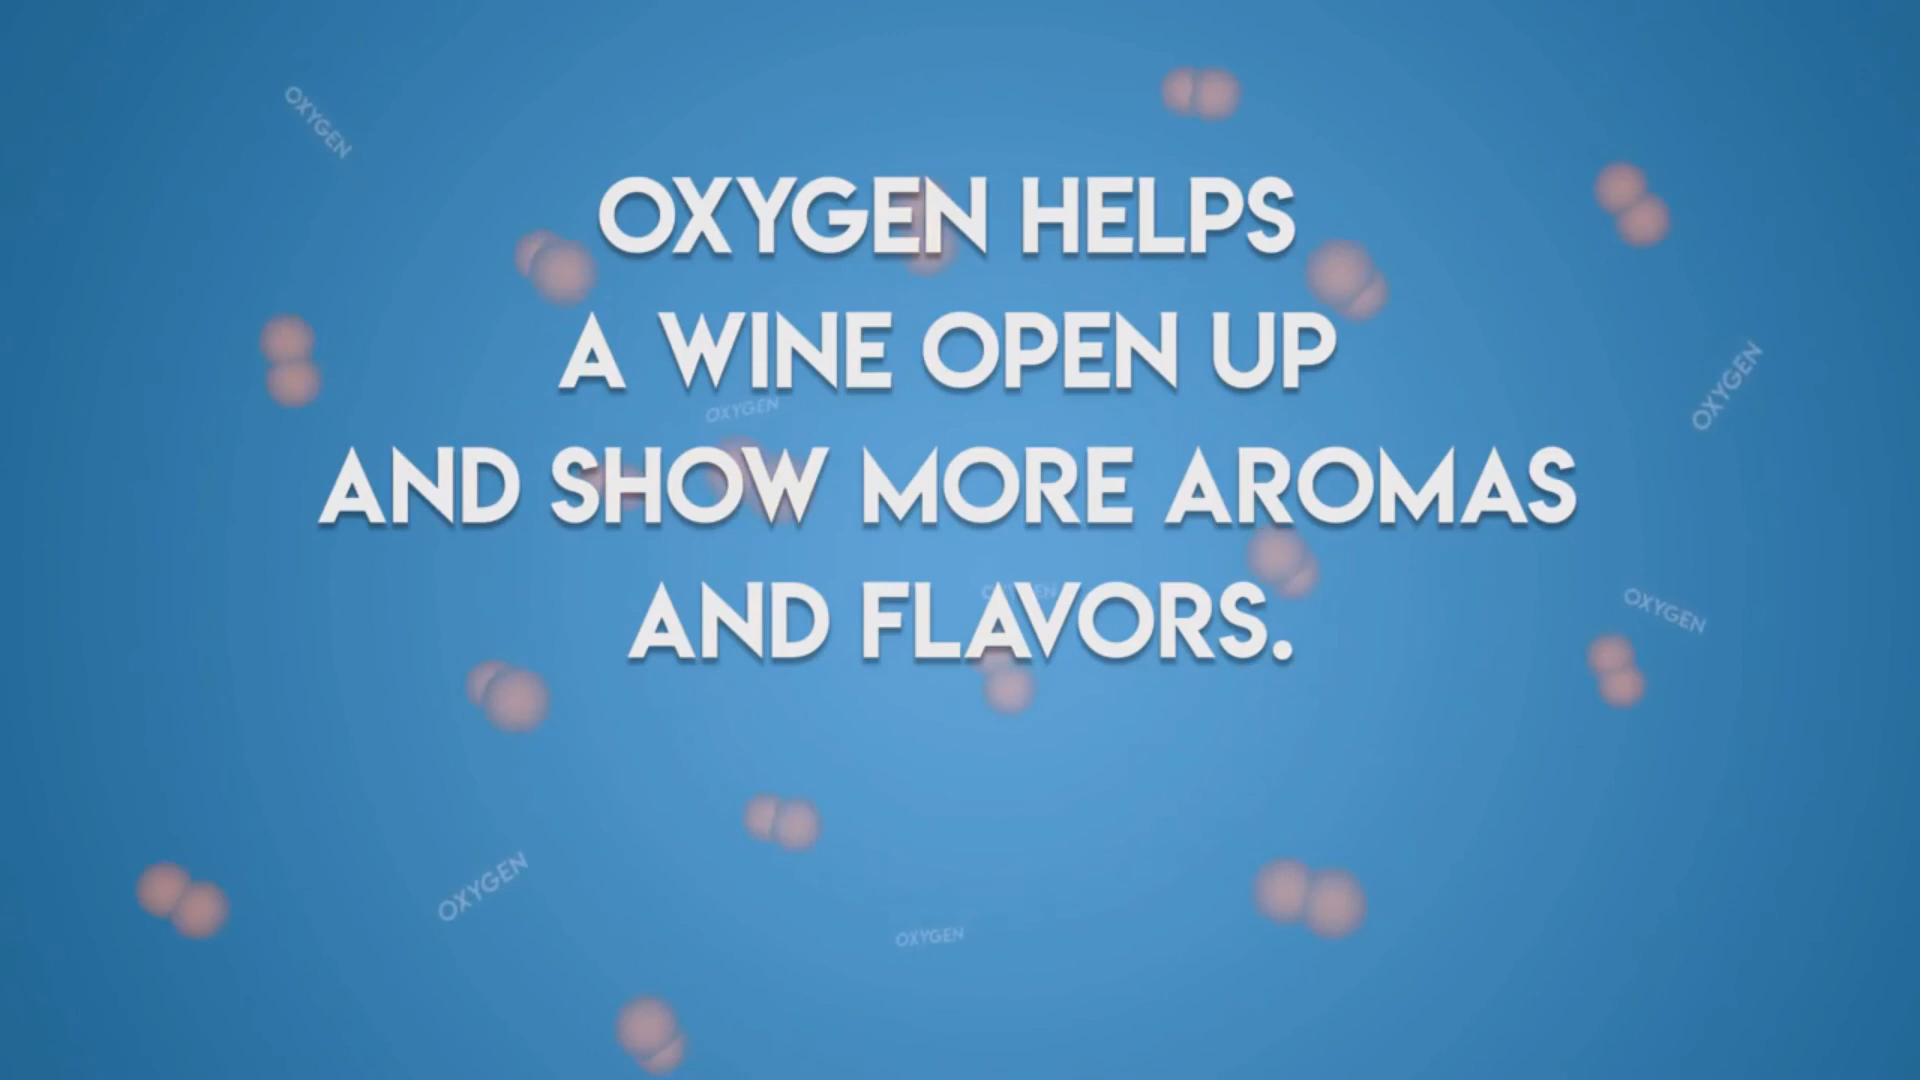 OXYGEN
OXYGEN HELPS
A WINE OPEN UP
OXYGEN
OXYGEN
AND SHOW MORE AROMAS
AND FLAVORS.
OXYGEN
OXYGEN
OXYGEN